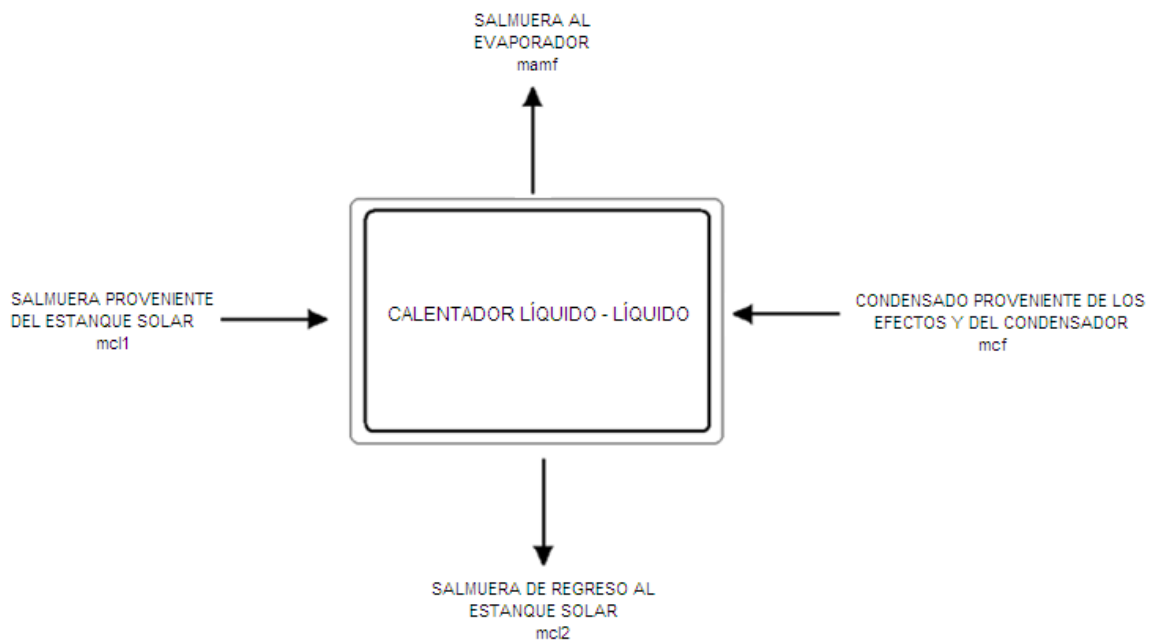 SALMUERA AL
EVAPORADOR
mamf
SALMUERA PROVENIENTE
DEL ESTANQUE SOLAR
mcl1
CALENTADOR LÍQUIDO - LÍQUIDO
CONDENSADO PROVENIENTE DE LOS
EFECTOS Y DEL CONDENSADOR
mcf
SALMUERA DE REGRESO AL
ESTANQUE SOLAR
mcl2